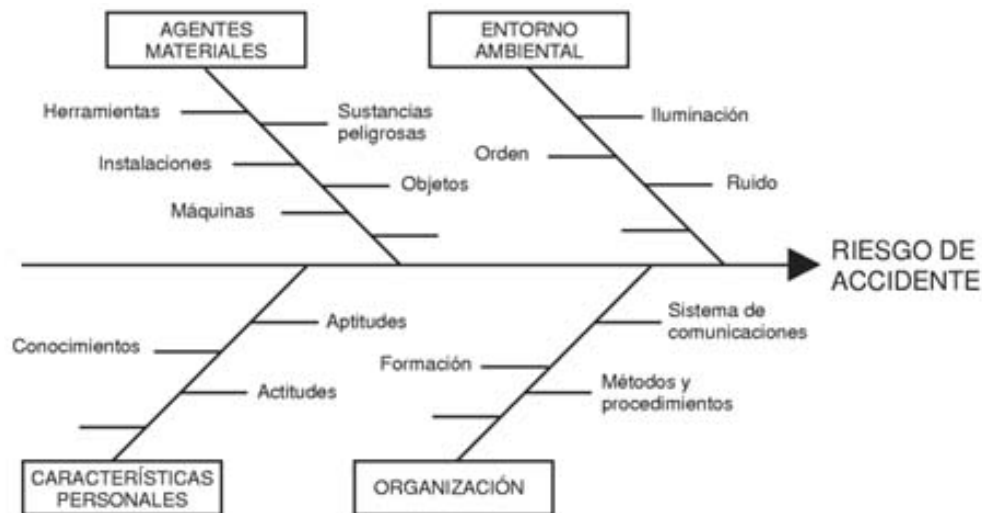 AGENTES
MATERIALES
ENTORNO
AMBIENTAL
Herramientas
Sustancias
peligrosas
Instalaciones
Objetos
Máquinas
Iluminación
Orden
Ruido
RIESGO DE
ACCIDENTE
Aptitudes
Conocimientos
Actitudes
Sistema de
comunicaciones
Formación
Métodos y
procedimientos
CARACTERÍSTICAS
PERSONALES
ORGANIZACIÓN